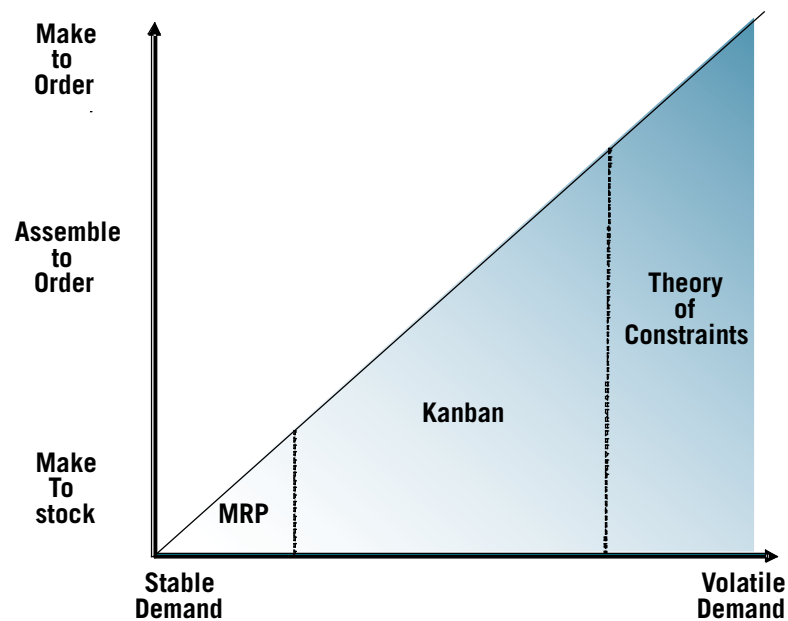 Make
to
Order
Assemble
to
Order
Theory
of
Constraints
Kanban
Make
To
stock
MRP
Stable
Demand
Volatile
Demand